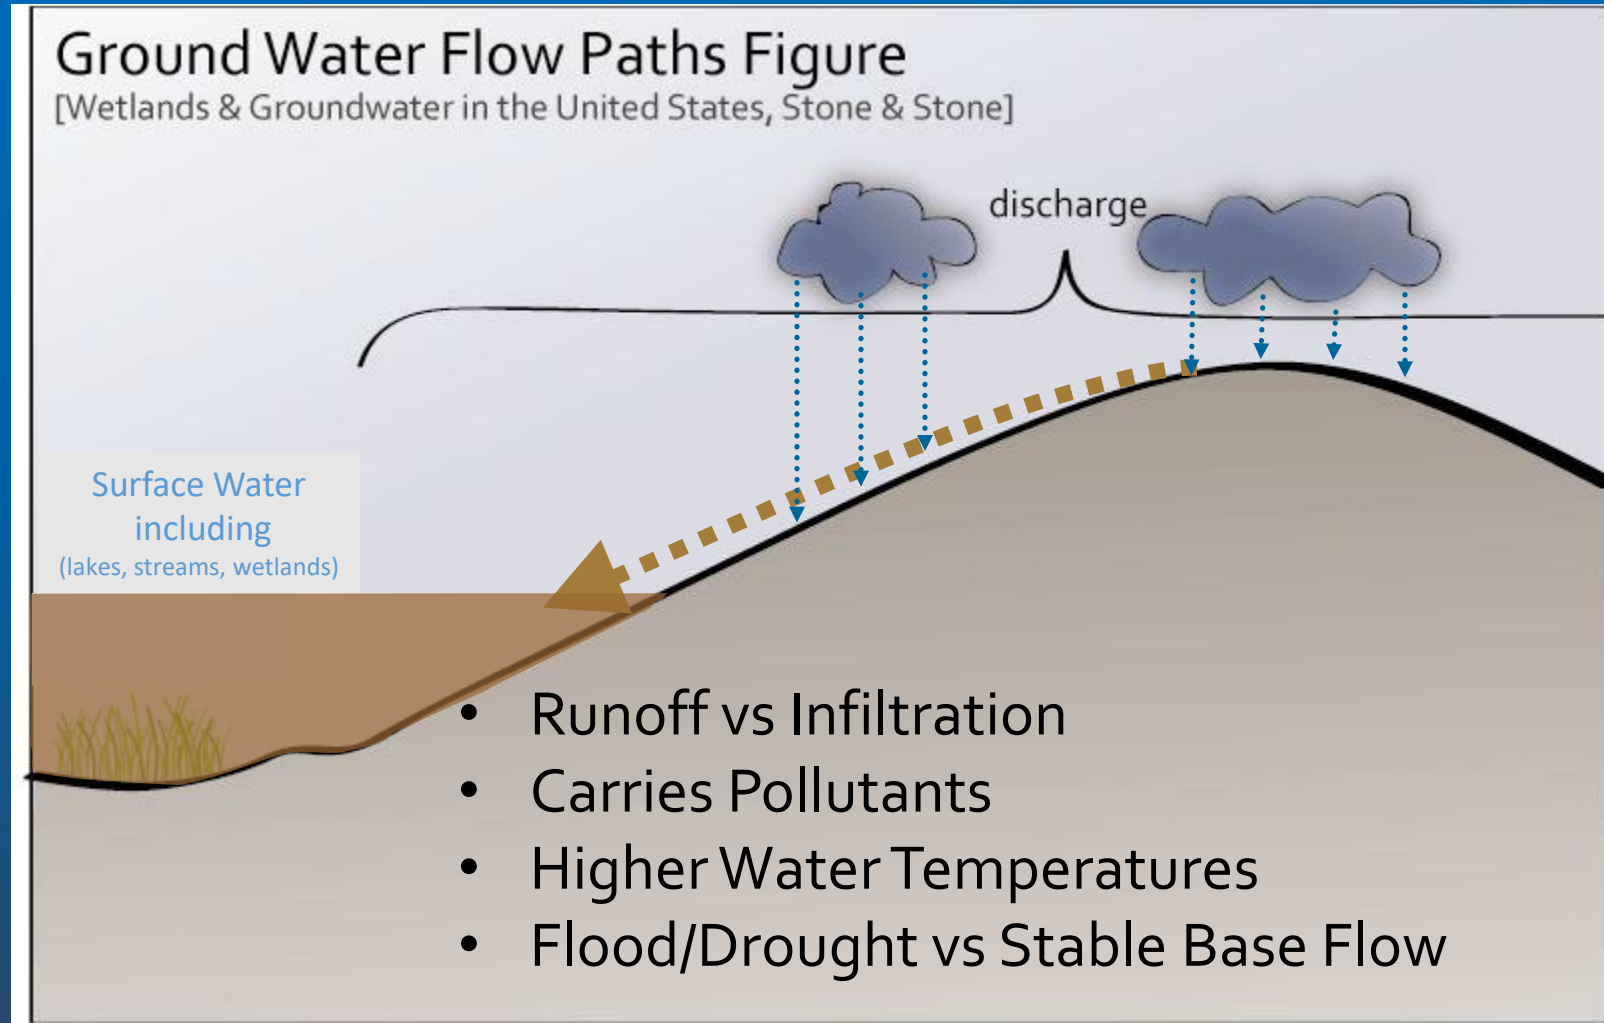 Ground Water Flow Paths Figure
[Wetlands & Groundwater in the United States, Stone & Stone]
discharge
Surface Water
including
(lakes, streams, wetlands)
• Runoff vs Infiltration
• Carries Pollutants
• Higher Water Temperatures
• Flood/Drought vs Stable Base Flow